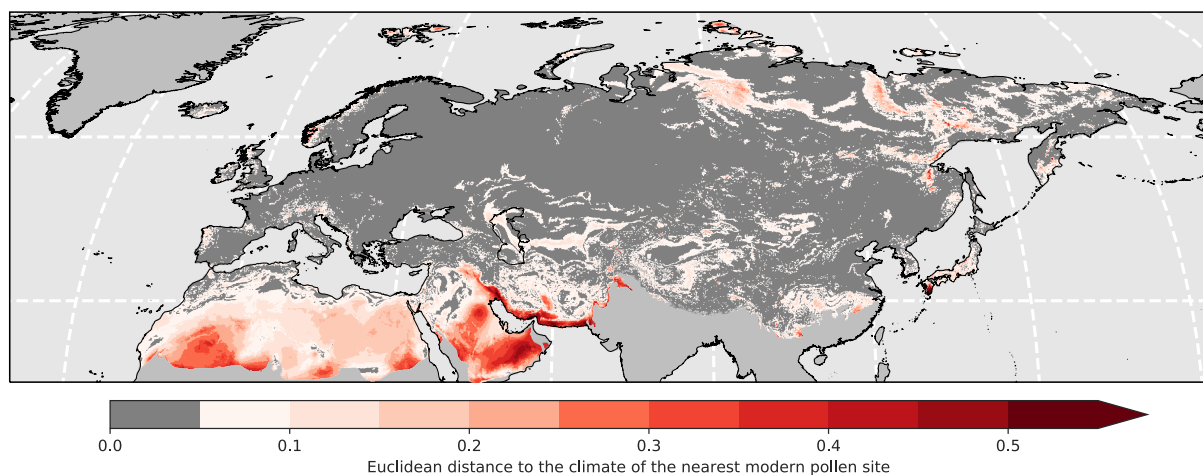 0.0 0.1 0.2 0.3 0.4 0.5
Euclidean distance to the climate of the nearest modern pollen site